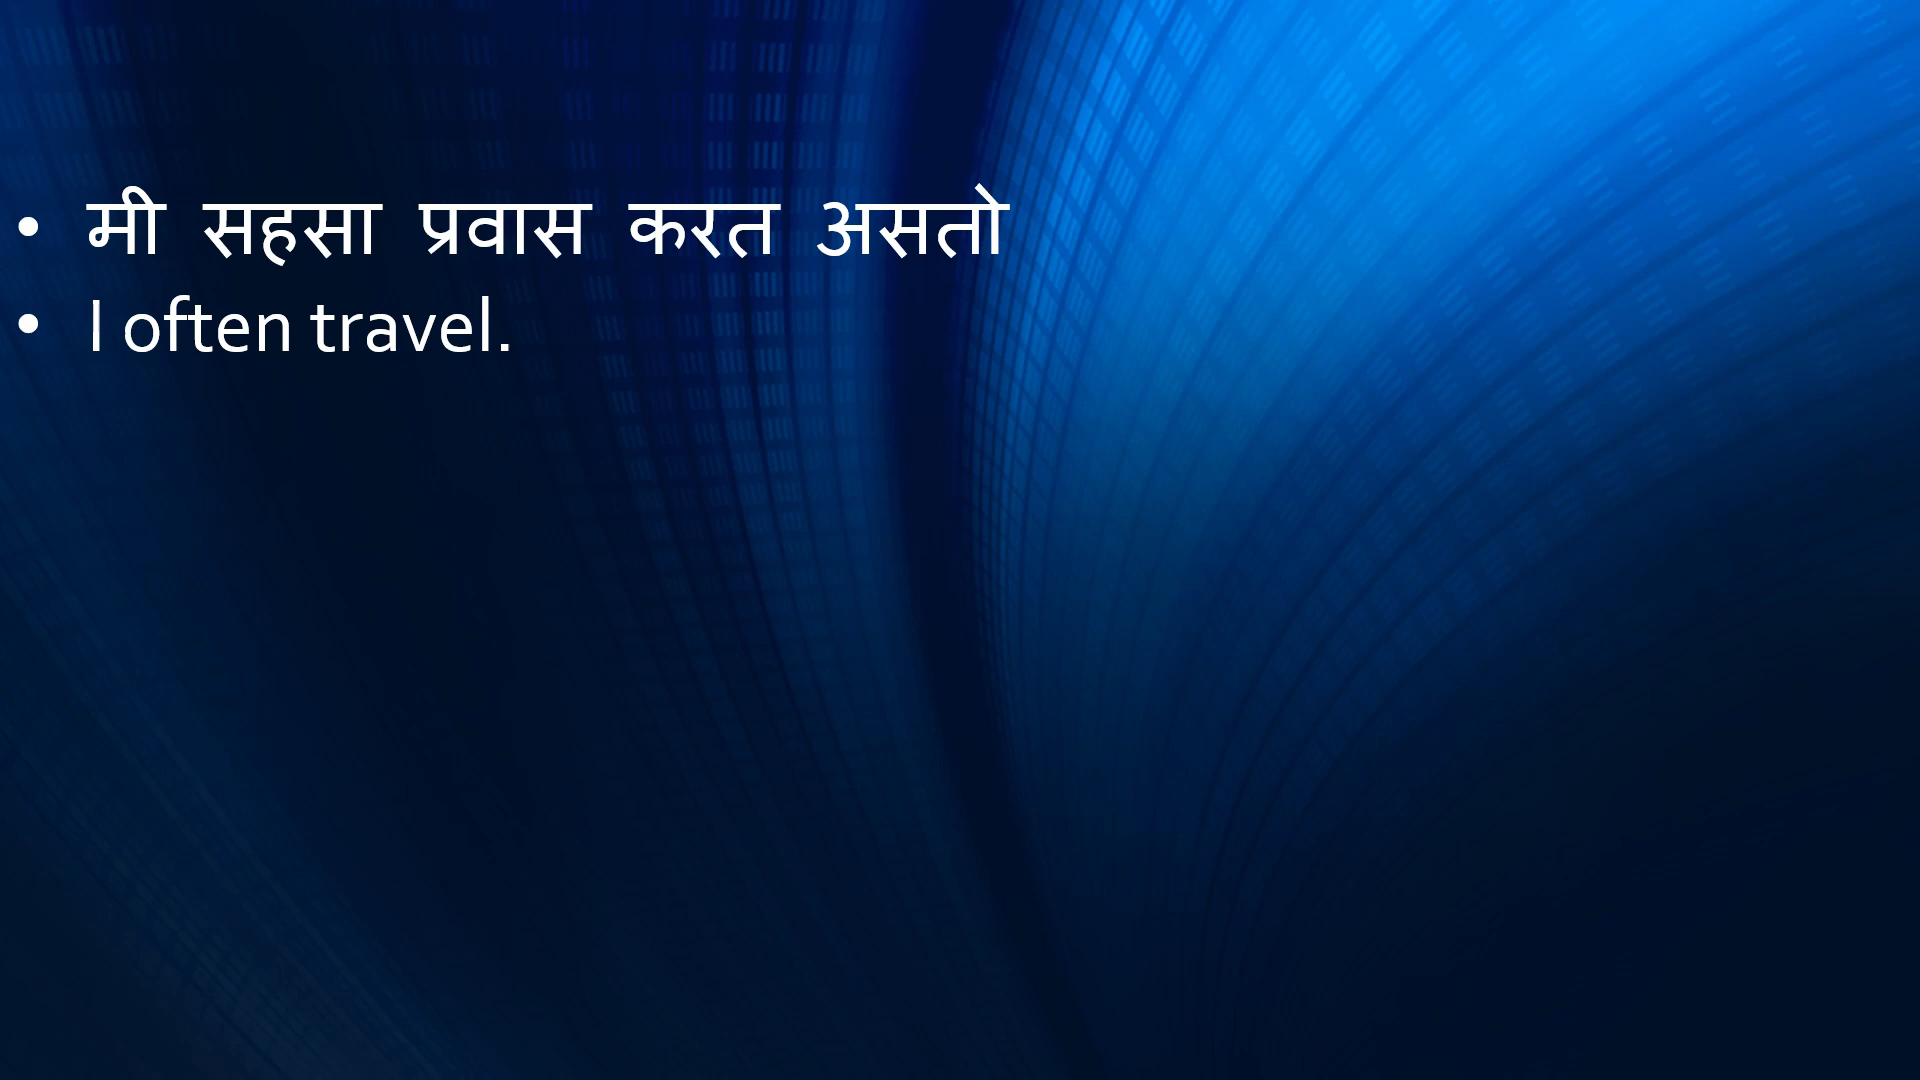 • मी सहसा प्रवास करत असतो
• I often travel.